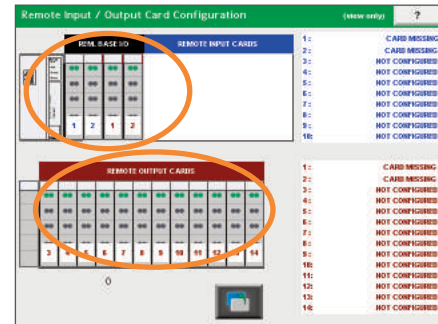 Remote Input / Output Card Configuration (view only) ?
REM. BASE I/O REMOTE INPUT CARDS
1 2 1 2
1: CARD MISSING
2: CARD MISSING
3: NOT CONFIGURED
4: NOT CONFIGURED
5: NOT CONFIGURED
6: NOT CONFIGURED
7: NOT CONFIGURED
8: NOT CONFIGURED
9: NOT CONFIGURED
10: NOT CONFIGURED
REMOTE OUTPUT CARDS
3 4 5 6 7 8 9 10 11 12 13 14
0
1: CARD MISSING
2: CARD MISSING
3: NOT CONFIGURED
4: NOT CONFIGURED
5: NOT CONFIGURED
6: NOT CONFIGURED
7: NOT CONFIGURED
8: NOT CONFIGURED
9: NOT CONFIGURED
10: NOT CONFIGURED
11: NOT CONFIGURED
12: NOT CONFIGURED
13: NOT CONFIGURED
14: NOT CONFIGURED